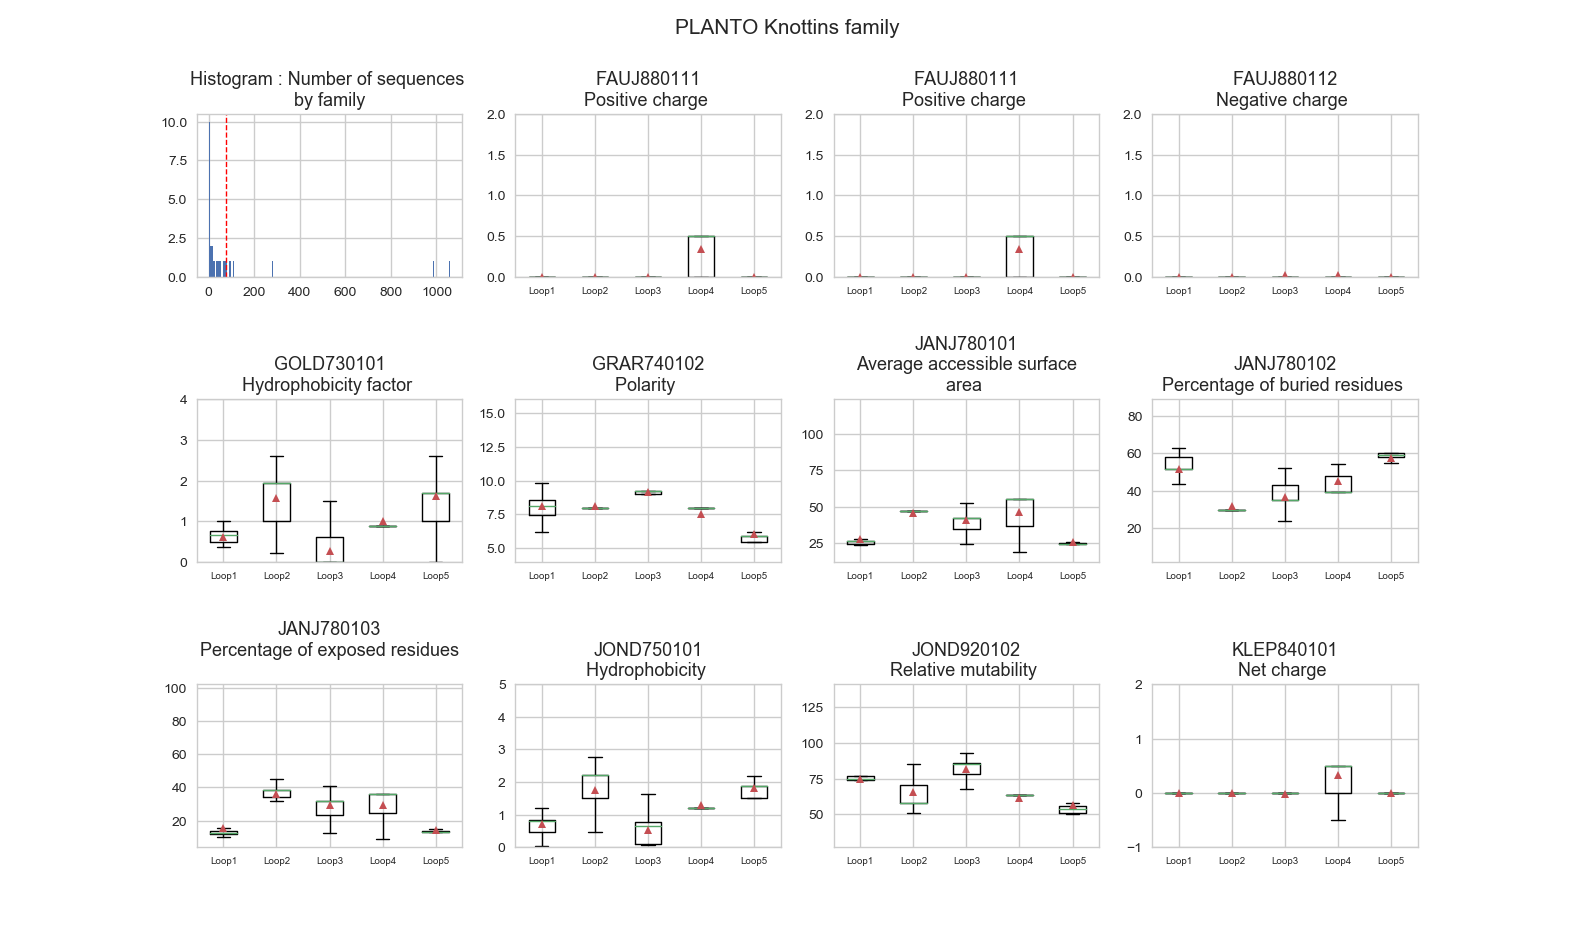 PLANTO Knottins family
Histogram : Number of sequences
by family
10.0
7.5
5.0
2.5
0.0
0 200 400 600 800 1000
FAUJ880111
Positive charge
2.0
1.5
1.0
0.5
0.0
Loop1 Loop2 Loop3 Loop4 Loop5
FAUJ880111
Positive charge
2.0
1.5
1.0
0.5
0.0
Loop1 Loop2 Loop3 Loop4 Loop5
FAUJ880112
Negative charge
2.0
1.5
1.0
0.5
0.0
Loop1 Loop2 Loop3 Loop4 Loop5
GOLD730101
Hydrophobicity factor
4
3
2
1
0
Loop1 Loop2 Loop3 Loop4 Loop5
GRAR740102
Polarity
15.0
12.5
10.0
7.5
5.0
Loop1 Loop2 Loop3 Loop4 Loop5
JANJ780101
Average accessible surface
area
100
75
50
25
Loop1 Loop2 Loop3 Loop4 Loop5
JANJ780102
Percentage of buried residues
80
60
40
20
Loop1 Loop2 Loop3 Loop4 Loop5
JANJ780103
Percentage of exposed residues
100
80
60
40
20
Loop1 Loop2 Loop3 Loop4 Loop5
JOND750101
Hydrophobicity
5
4
3
2
1
0
Loop1 Loop2 Loop3 Loop4 Loop5
JOND920102
Relative mutability
125
100
75
50
Loop1 Loop2 Loop3 Loop4 Loop5
KLEP840101
Net charge
2
1
0
−1
Loop1 Loop2 Loop3 Loop4 Loop5